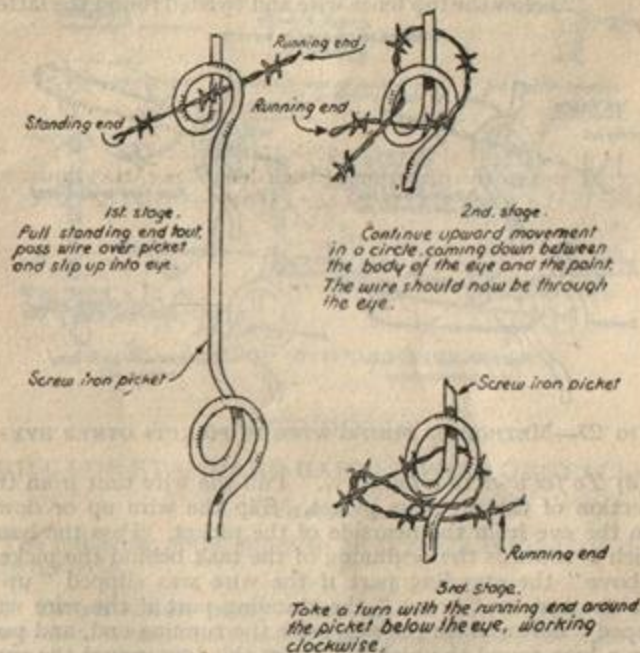 Running end
Standing end
Running end
1st. stage.
Pull standing end taut,
pass wire over picket
and slip up into eye.
2nd. stage.
Continue upward movement
in a circle, coming down between
the body of the eye and the point.
The wire should now be through
the eye.
Screw iron picket
Screw iron picket
Running end
3rd. stage.
Take a turn with the running end around
the picket below the eye, working
clockwise.